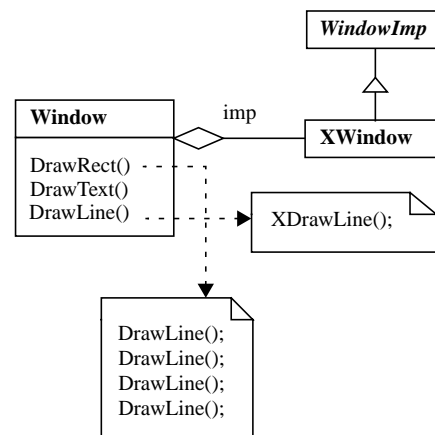 WindowImp
imp
Window
XWindow
DrawRect()
DrawText()
DrawLine()
XDrawLine();
DrawLine();
DrawLine();
DrawLine();
DrawLine();